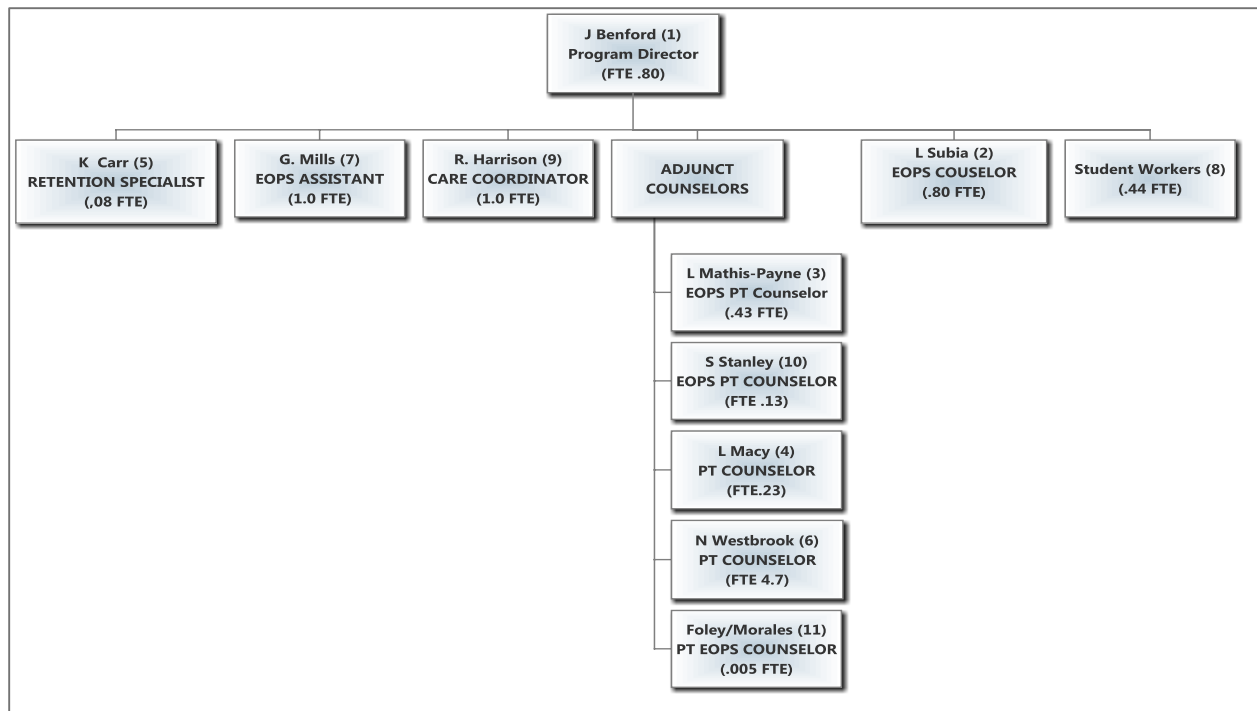 J Benford (1)
Program Director
(FTE .80)
K Carr (5)
RETENTION SPECIALIST
(.08 FTE)
G. Mills (7)
EOPS ASSISTANT
(1.0 FTE)
R. Harrison (9)
CARE COORDINATOR
(1.0 FTE)
ADJUNCT
COUNSELORS
L Subia (2)
EOPS COUSELOR
(.80 FTE)
Student Workers (8)
(.44 FTE)
L Mathis-Payne (3)
EOPS PT Counselor
(.43 FTE)
S Stanley (10)
EOPS PT COUNSELOR
(FTE .13)
L Macy (4)
PT COUNSELOR
(FTE.23)
N Westbrook (6)
PT COUNSELOR
(FTE 4.7)
Foley/Morales (11)
PT EOPS COUNSELOR
(.005 FTE)